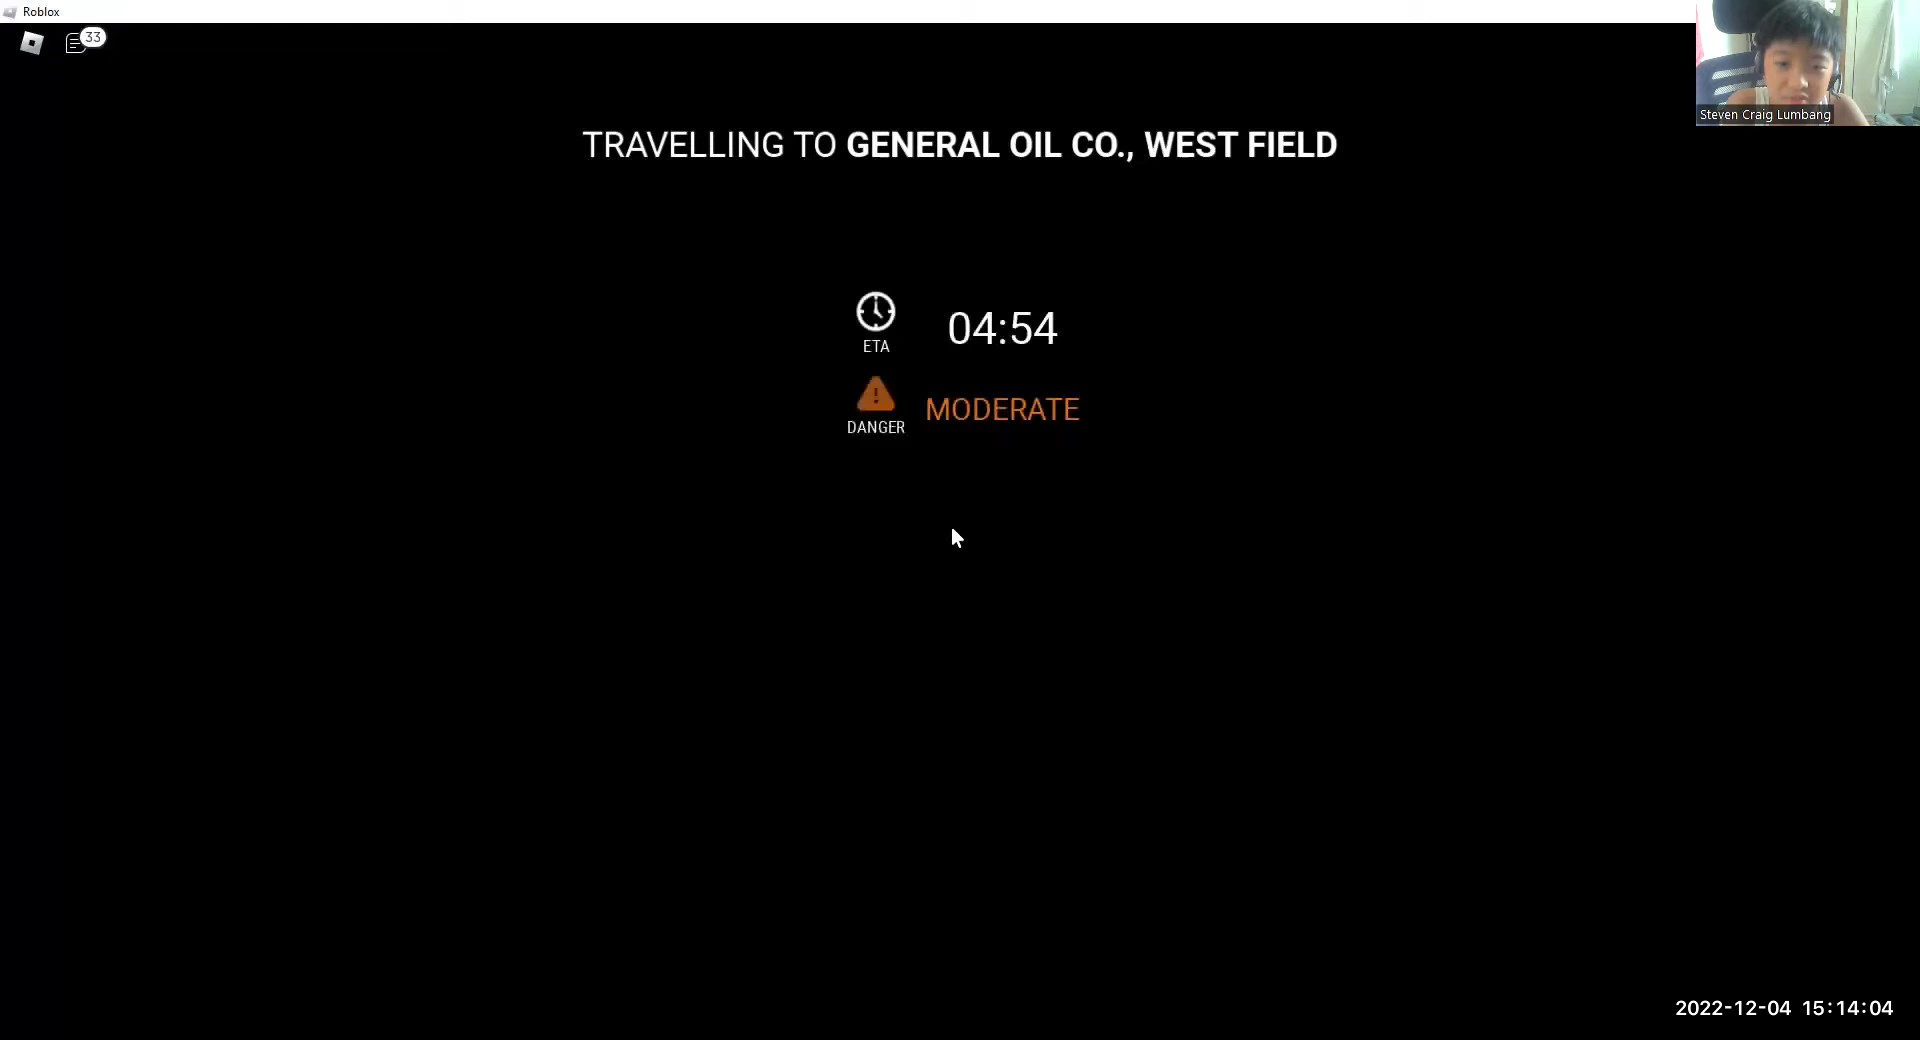 Roblox
33
Steven Craig Lumbang
TRAVELLING TO GENERAL OIL CO., WEST FIELD
04:54
ETA
MODERATE
DANGER
2022-12-04 15:14:04